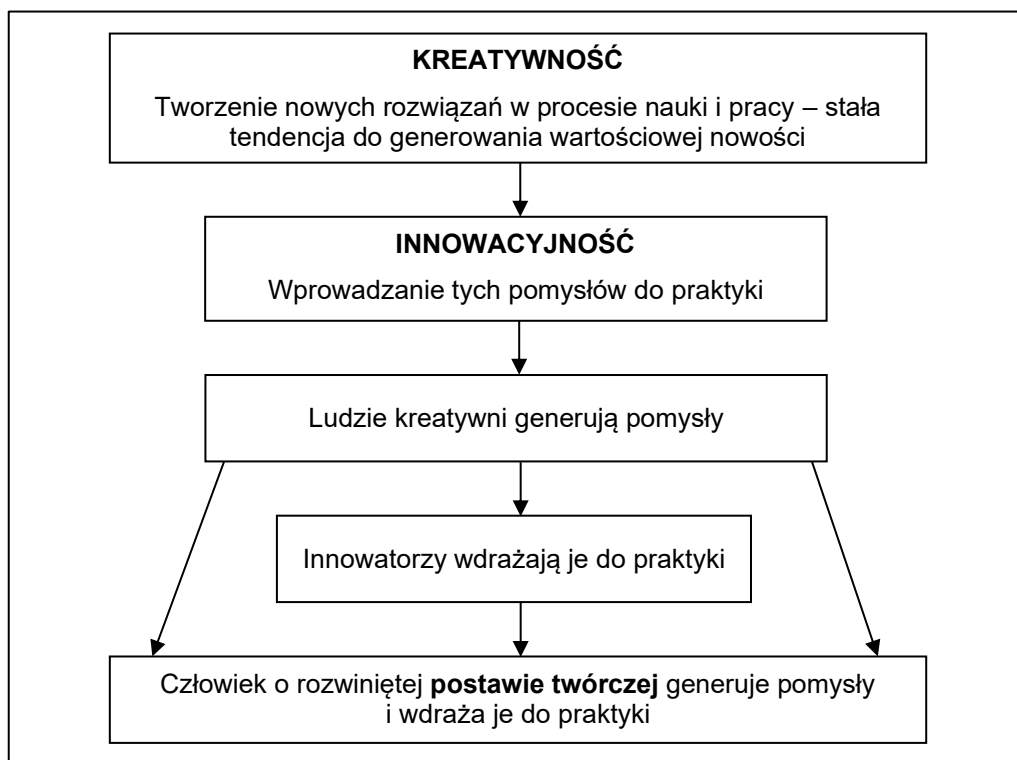 KREATYWNOŚĆ
Tworzenie nowych rozwiązań w procesie nauki i pracy – stała
tendencja do generowania wartościowej nowości
INNOWACYJNOŚĆ
Wprowadzanie tych pomysłów do praktyki
Ludzie kreatywni generują pomysły
Innowatorzy wdrażają je do praktyki
Człowiek o rozwiniętej postawie twórczej generuje pomysły
i wdraża je do praktyki